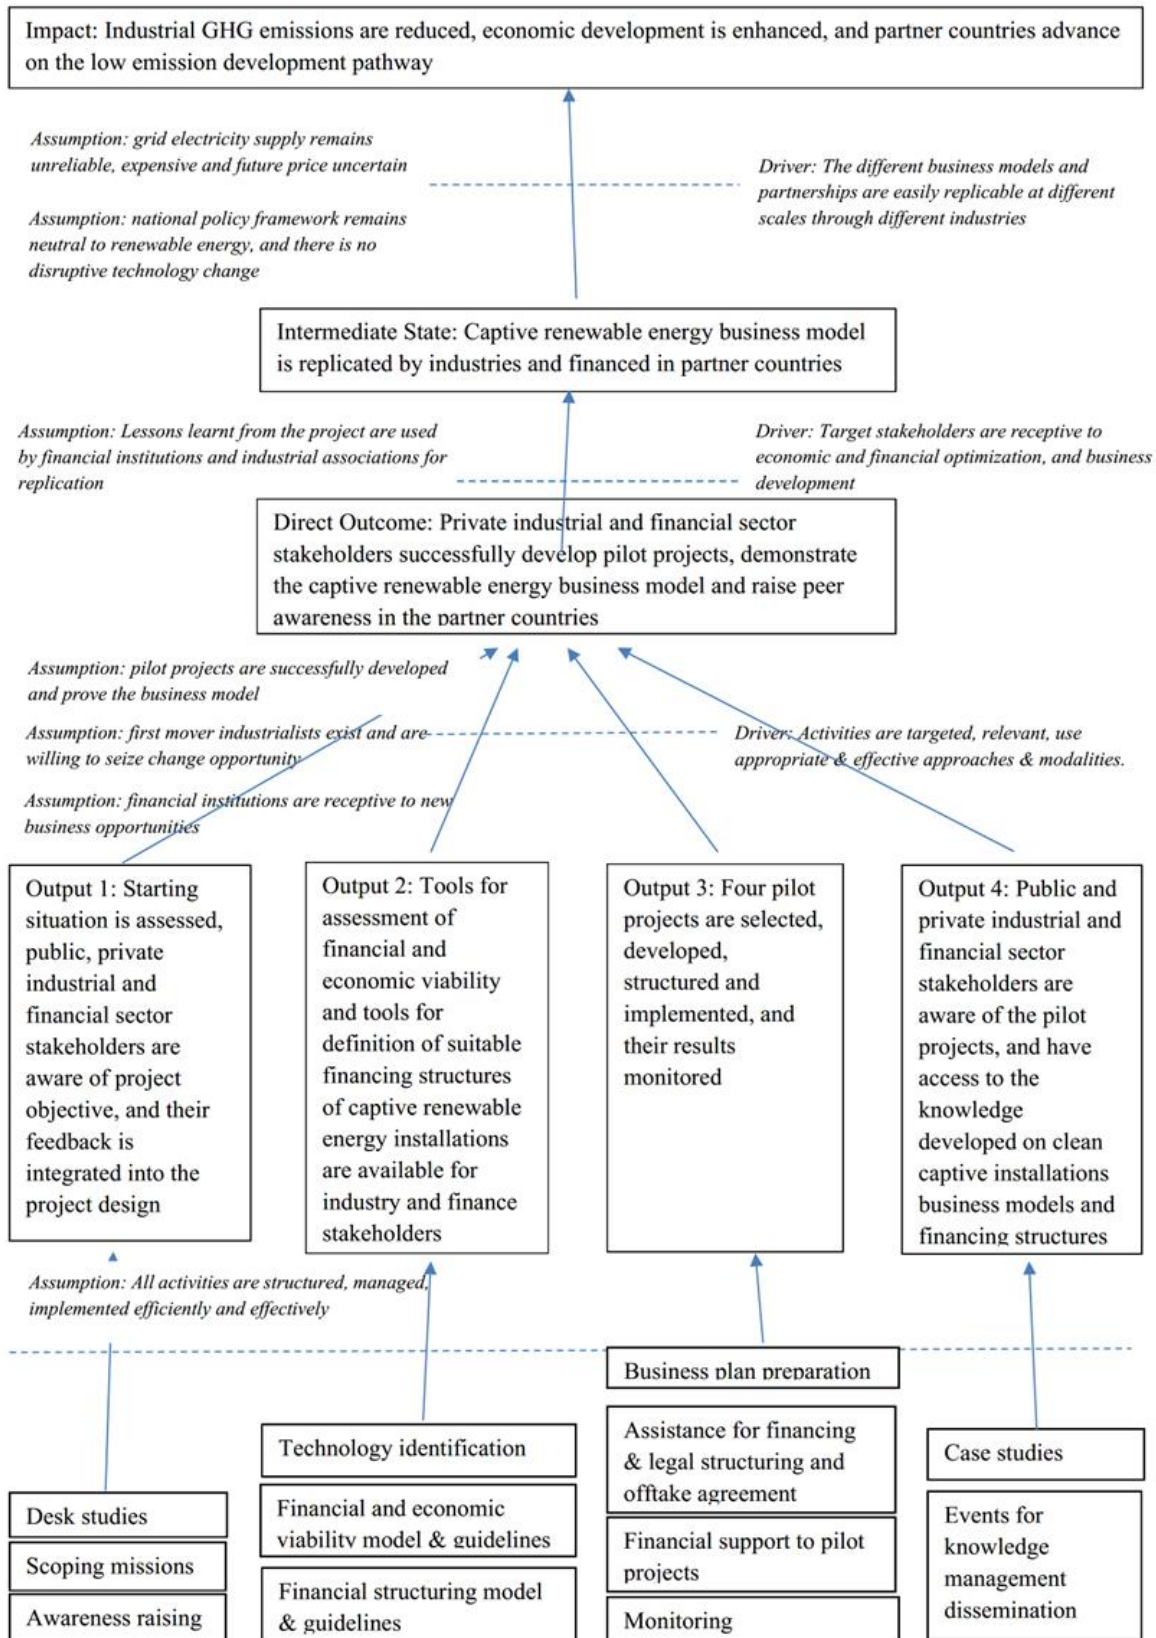 Impact: Industrial GHG emissions are reduced, economic development is enhanced, and partner countries advance
on the low emission development pathway
Assumption: grid electricity supply remains
unreliable, expensive and future price uncertain
Assumption: national policy framework remains
neutral to renewable energy, and there is no
disruptive technology change
Driver: The different business models and
partnerships are easily replicable at different
scales through different industries
Intermediate State: Captive renewable energy business model
is replicated by industries and financed in partner countries
Assumption: Lessons learnt from the project are used
by financial institutions and industrial associations for
replication
Driver: Target stakeholders are receptive to
economic and financial optimization, and business
development
Direct Outcome: Private industrial and financial sector
stakeholders successfully develop pilot projects, demonstrate
the captive renewable energy business model and raise peer
awareness in the partner countries
Assumption: pilot projects are successfully developed
and prove the business model
Assumption: first mover industrialists exist and are
willing to seize change opportunity
Assumption: financial institutions are receptive to new
business opportunities
Driver: Activities are targeted, relevant, use
appropriate & effective approaches & modalities.
Output 1: Starting
situation is assessed,
public, private
industrial and
financial sector
stakeholders are
aware of project
objective, and their
feedback is
integrated into the
project design
Output 2: Tools for
assessment of
financial and
economic viability
and tools for
definition of suitable
financing structures
of captive renewable
energy installations
are available for
industry and finance
stakeholders
Output 3: Four pilot
projects are selected,
developed,
structured and
implemented, and
their results
monitored
Output 4: Public and
private industrial and
financial sector
stakeholders are
aware of the pilot
projects, and have
access to the
knowledge
developed on clean
captive installations
business models and
financing structures
Assumption: All activities are structured, managed,
implemented efficiently and effectively
Desk studies
Scoping missions
Awareness raising
Technology identification
Financial and economic
viability model & guidelines
Financial structuring model
& guidelines
Business plan preparation
Assistance for financing
& legal structuring and
offtake agreement
Financial support to pilot
projects
Monitoring
Case studies
Events for
knowledge
management
dissemination